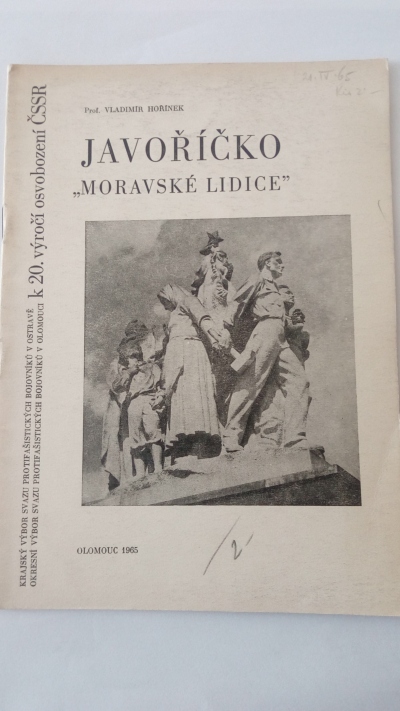 Prof. VLADIMÍR HOŘÍNEK
JAVOŘÍČKO
„MORAVSKÉ LIDICE”
OLOMOUC 1965
2-
KRAJSKÝ VÝBOR SVAZU PROTIFAŠISTICKÝCH BOJOVNÍKŮ V OSTRAVĚ
OKRESNÍ VÝBOR SVAZU PROTIFAŠISTICKÝCH BOJOVNÍKŮ V OLOMOUCI
k 20. výročí osvobození ČSSR